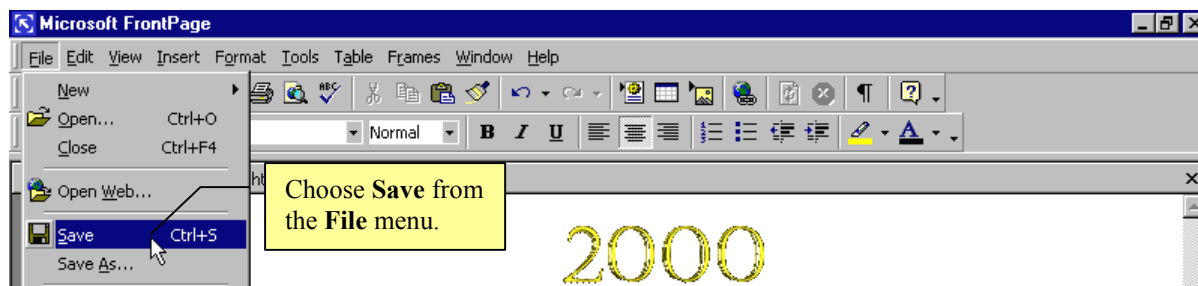 Microsoft FrontPage
File Edit View Insert Format Tools Table Frames Window Help
New
ABC
Open... Ctrl+O
Normal B I U A
Close Ctrl+F4
Open Web...
Choose Save from
the File menu.
Save Ctrl+S
Save As...
2000